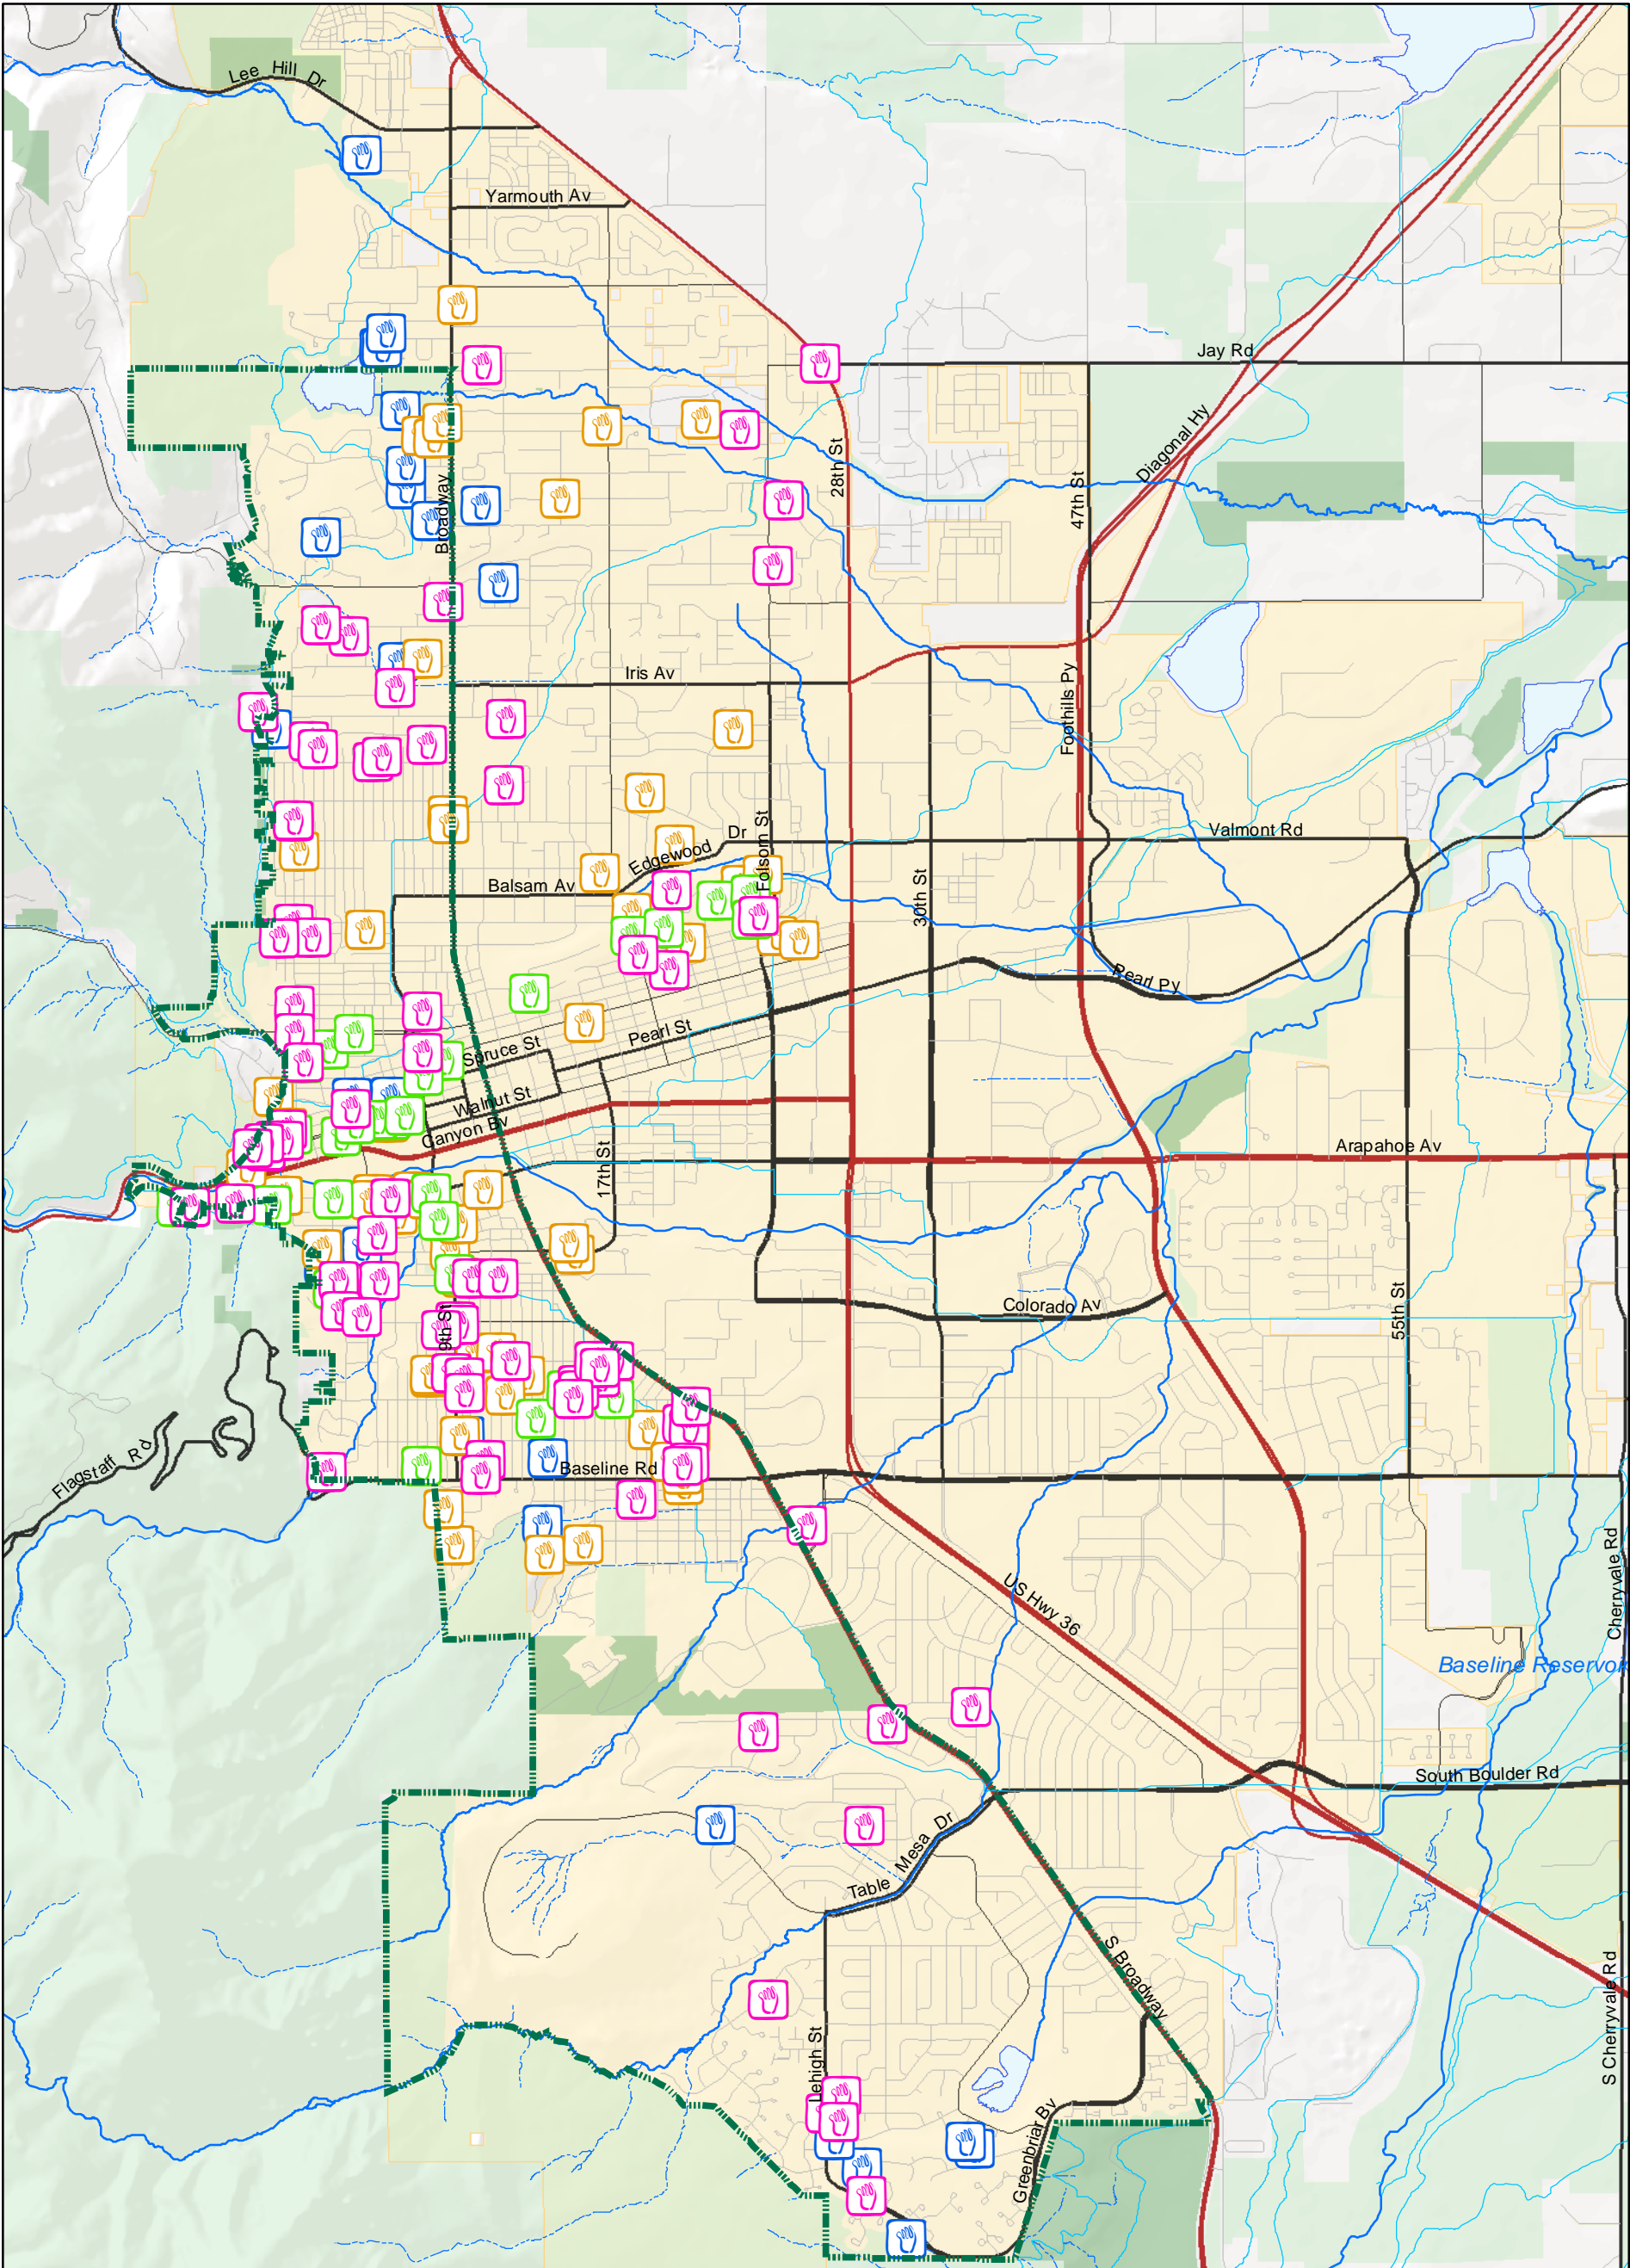 Lee Hill Dr
Yarmouth Av
Jay Rd
Diagonal Hy
28th St
47th St
Broadway
Iris Av
Foothills Py
Valmont Rd
Edgewood Dr
Folsom St
Balsam Av
30th St
Pearl Py
Pearl St
Spruce St
Walnut St
Canyon Bv
Arapahoe Av
17th St
Colorado Av
55th St
9th St
Flagstaff Rd
Baseline Rd
US Hwy 36
Cherryvale Rd
Baseline Reservoir
South Boulder Rd
Table Mesa Dr
S Broadway
S Cherryvale Rd
Lehigh St
Greenbriar Bv